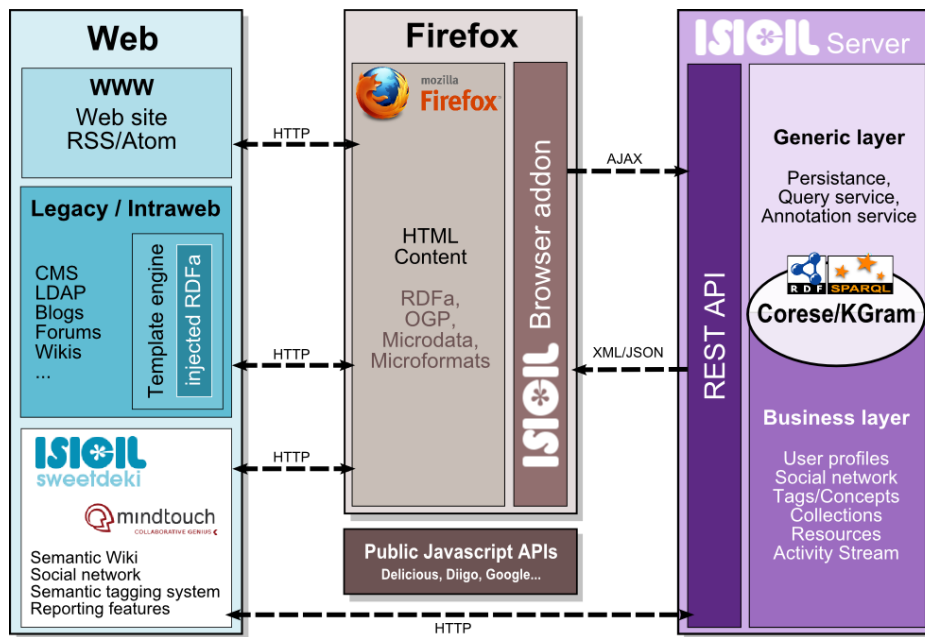 Web
WWW
Web site
RSS/Atom
Legacy / Intraweb
CMS
LDAP
Blogs
Forums
Wikis
...
Template engine
injected RDFa
ISICIL
sweetdeki
mindtouch
COLLABORATIVE GENIUS
Semantic Wiki
Social network
Semantic tagging system
Reporting features
HTTP
HTTP
HTTP
HTTP
Firefox
mozilla
Firefox
HTML
Content
RDFa,
OGP,
Microdata,
Microformats
ISICIL Browser addon
Public Javascript APIs
Delicious, Diigo, Google...
AJAX
XML/JSON
ISICIL Server
REST API
Generic layer
Persistance,
Query service,
Annotation service
RDF SPARQL
Corese/KGram
Business layer
User profiles
Social network
Tags/Concepts
Collections
Resources
Activity Stream